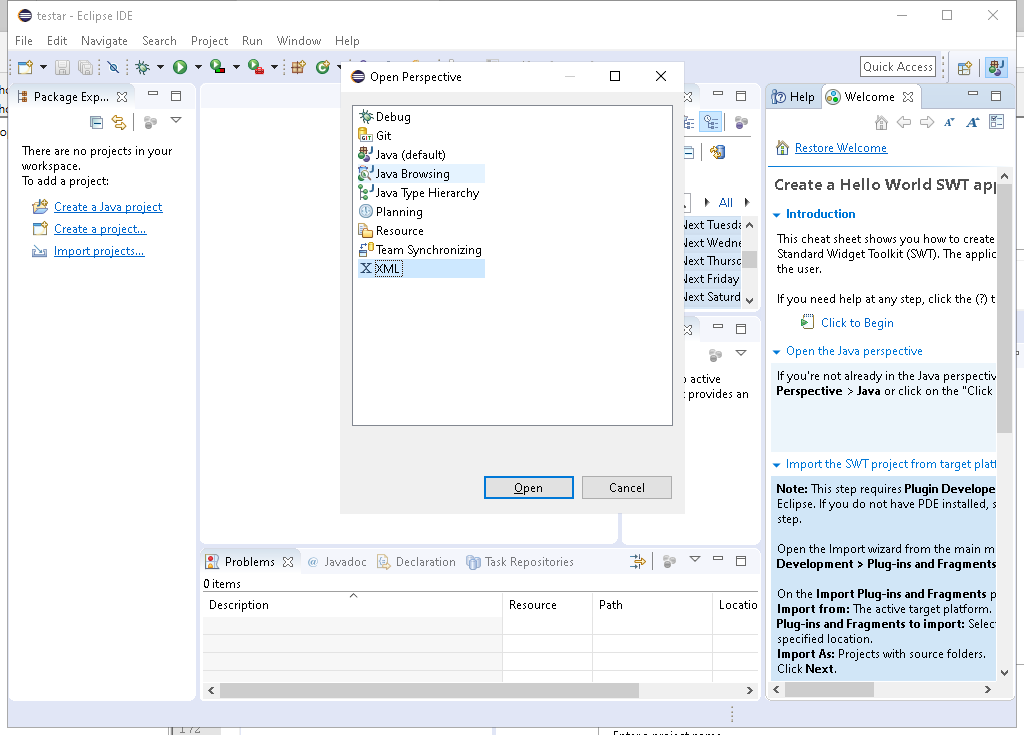 testar - Eclipse IDE
File Edit Navigate Search Project Run Window Help
Quick Access
Package Exp...
There are no projects in your
workspace.
To add a project:
Create a Java project
Create a project...
Import projects...
Open Perspective
Debug
Git
Java (default)
Java Browsing
Java Type Hierarchy
Planning
Resource
Team Synchronizing
XML
Open Cancel
All
Next Tuesda
Next Wedne
Next Thursd
Next Friday
Next Saturd
active
provides an
Help Welcome
Restore Welcome
Create a Hello World SWT app
Introduction
This cheat sheet shows you how to create
Standard Widget Toolkit (SWT). The applic
the user.
If you need help at any step, click the (?) t
Click to Begin
Open the Java perspective
If you're not already in the Java perspectiv
Perspective > Java or click on the "Click
Import the SWT project from target platf
Note: This step requires Plugin Develope
Eclipse. If you do not have PDE installed, s
step.
Open the Import wizard from the main m
Development > Plug-ins and Fragments
On the Import Plug-ins and Fragments p
Import from: The active target platform.
Plug-ins and Fragments to import: Selec
specified location.
Import As: Projects with source folders.
Click Next.
Problems Javadoc Declaration Task Repositories
0 items
Description Resource Path Locatio